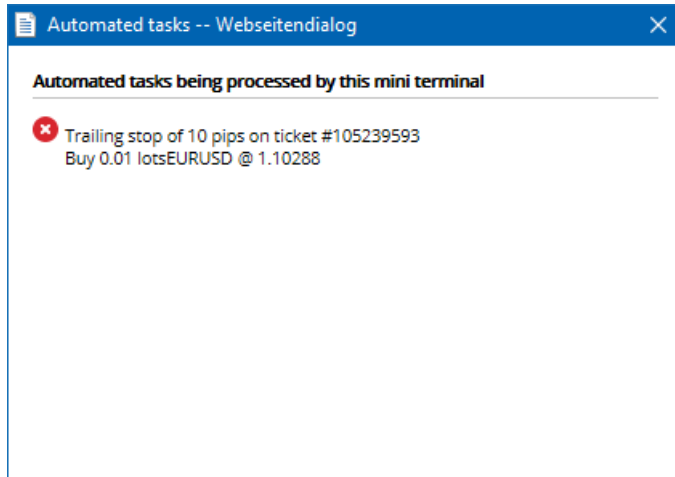 Automated tasks -- Webseitendialog
Automated tasks being processed by this mini terminal
Trailing stop of 10 pips on ticket #105239593
Buy 0.01 lotsEURUSD @ 1.10288